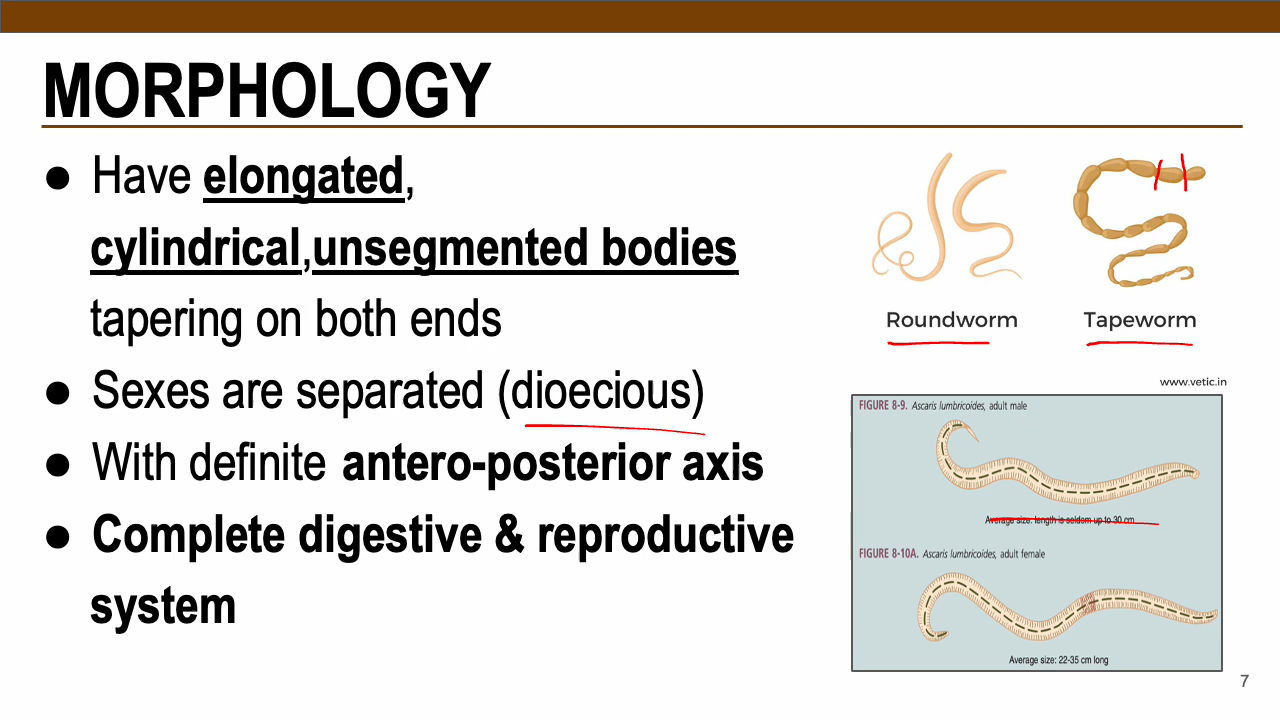 MORPHOLOGY
● Have elongated,
cylindrical,unsegmented bodies
tapering on both ends
● Sexes are separated (dioecious)
● With definite antero-posterior axis
● Complete digestive & reproductive
system
Roundworm
Tapeworm
www.vetic.in
FIGURE 8-9. Ascaris lumbricoides, adult male
Average size: length is seldom up to 30 cm
FIGURE 8-10A. Ascaris lumbricoides, adult female
Average size: 22-35 cm long
7